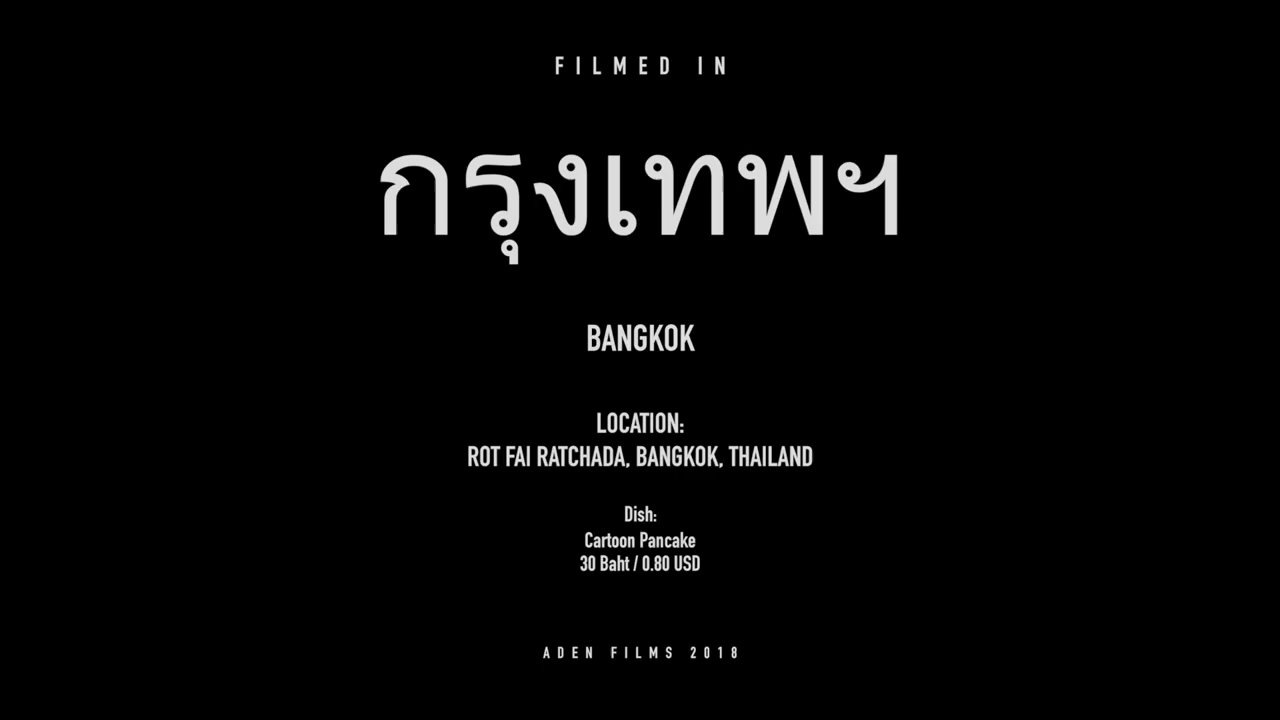 FILMED IN
กรุงเทพฯ
BANGKOK
LOCATION:
ROT FAI RATCHADA, BANGKOK, THAILAND
Dish:
Cartoon Pancake
30 Baht / 0.80 USD
ADEN FILMS 2018